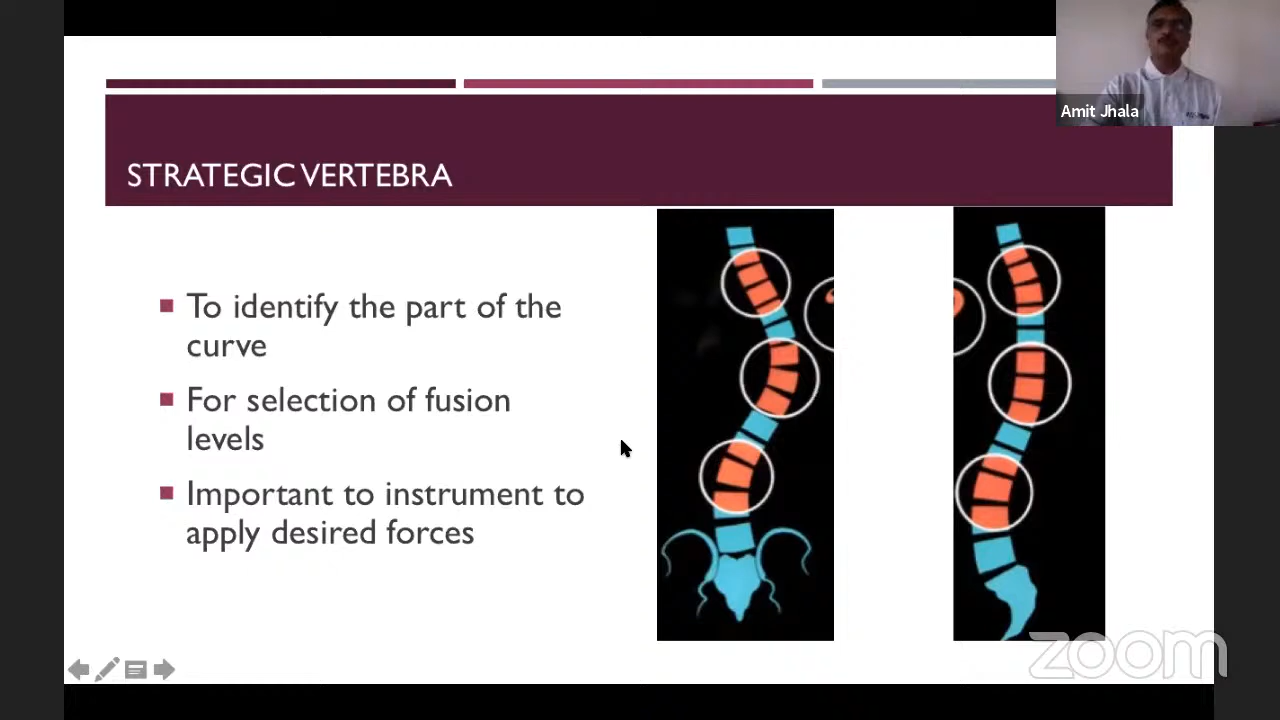 Amit Jhala
STRATEGIC VERTEBRA
To identify the part of the
curve
For selection of fusion
levels
Important to instrument to
apply desired forces
zoom